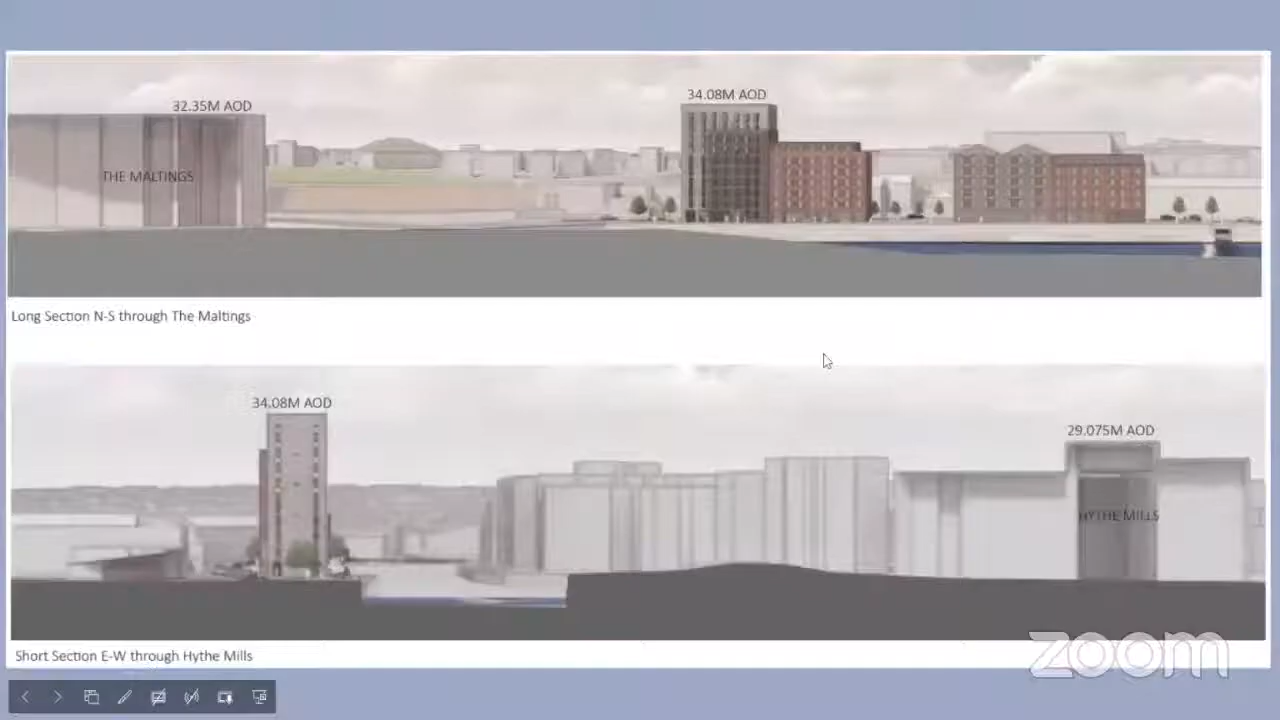 32.35M AOD
34.08M AOD
THE MALTINGS
Long Section N-S through The Maltings
34.08M AOD
29.075M AOD
HYTHE MILLS
Short Section E-W through Hythe Mills
zoom